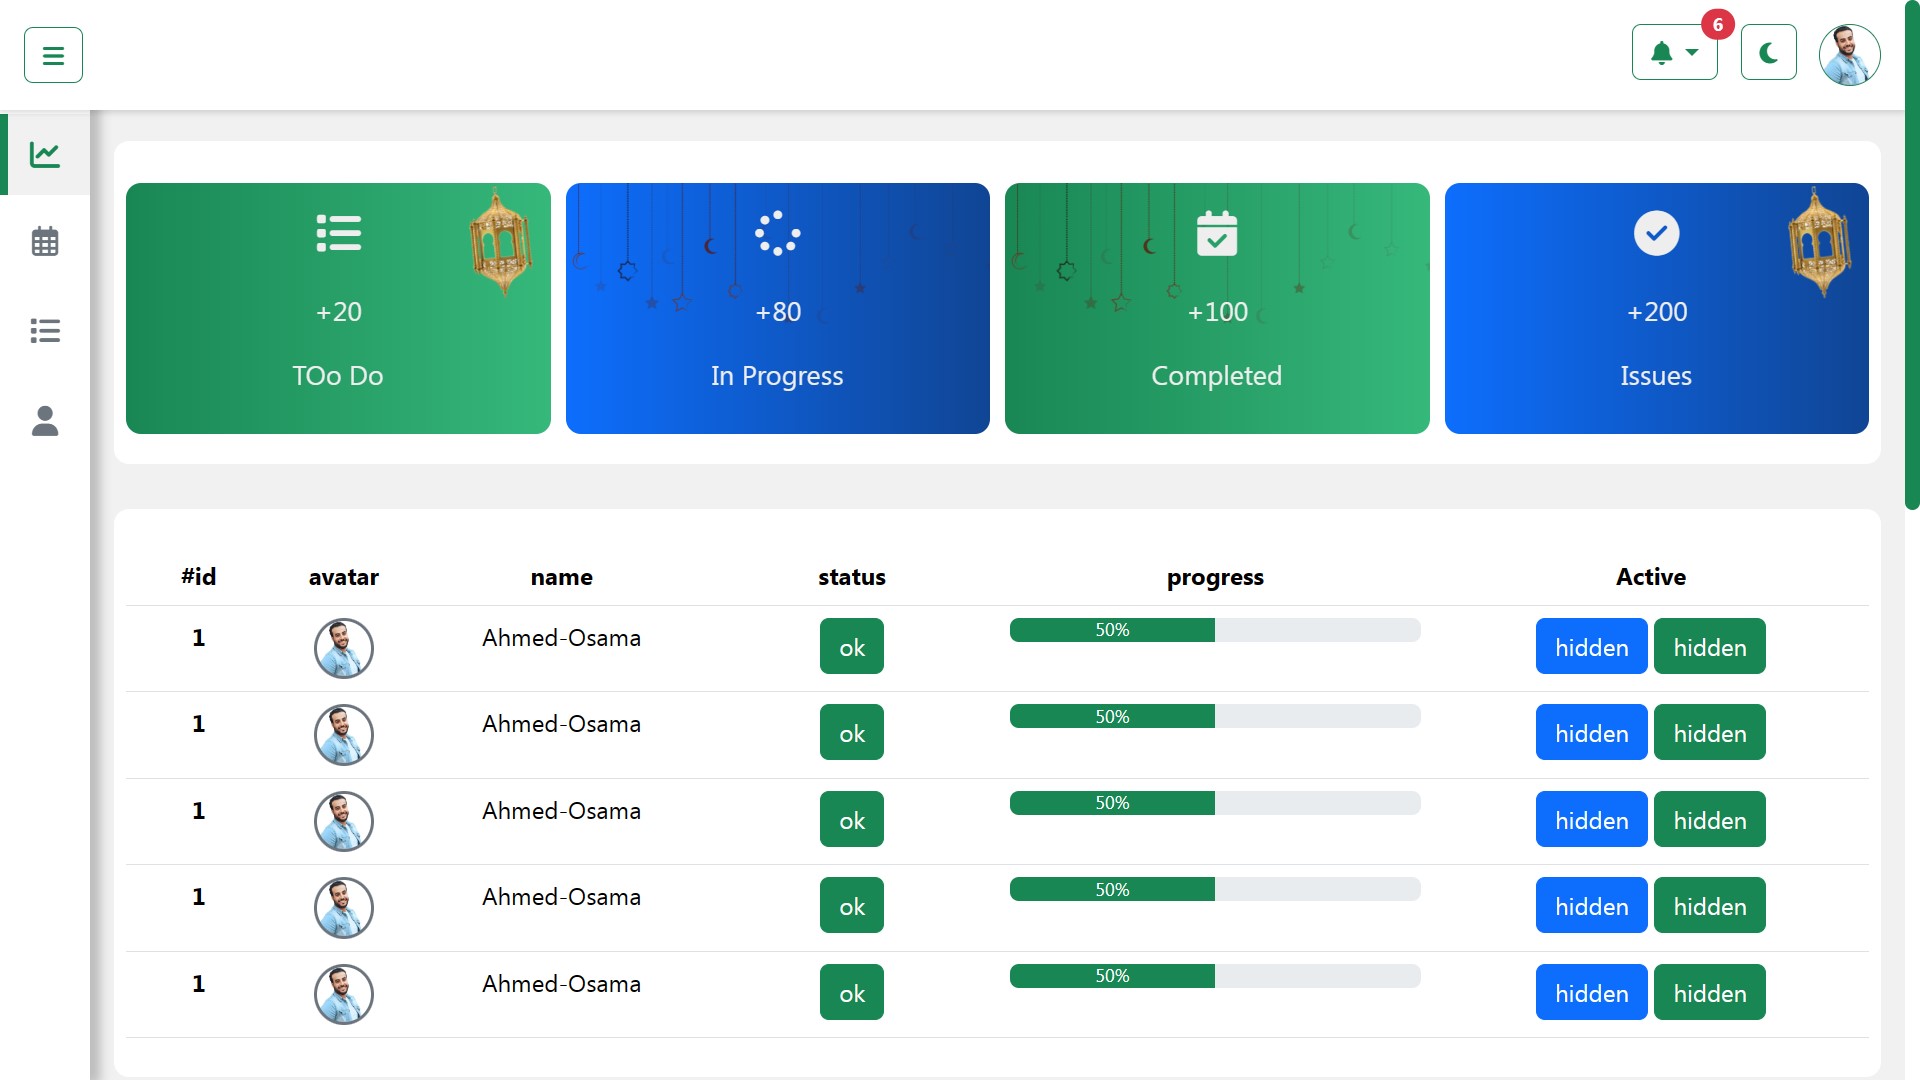 6
+20
TOo Do
+80
In Progress
+100
Completed
+200
Issues
#id avatar name status progress Active
1 Ahmed-Osama ok 50% hidden hidden
1 Ahmed-Osama ok 50% hidden hidden
1 Ahmed-Osama ok 50% hidden hidden
1 Ahmed-Osama ok 50% hidden hidden
1 Ahmed-Osama ok 50% hidden hidden